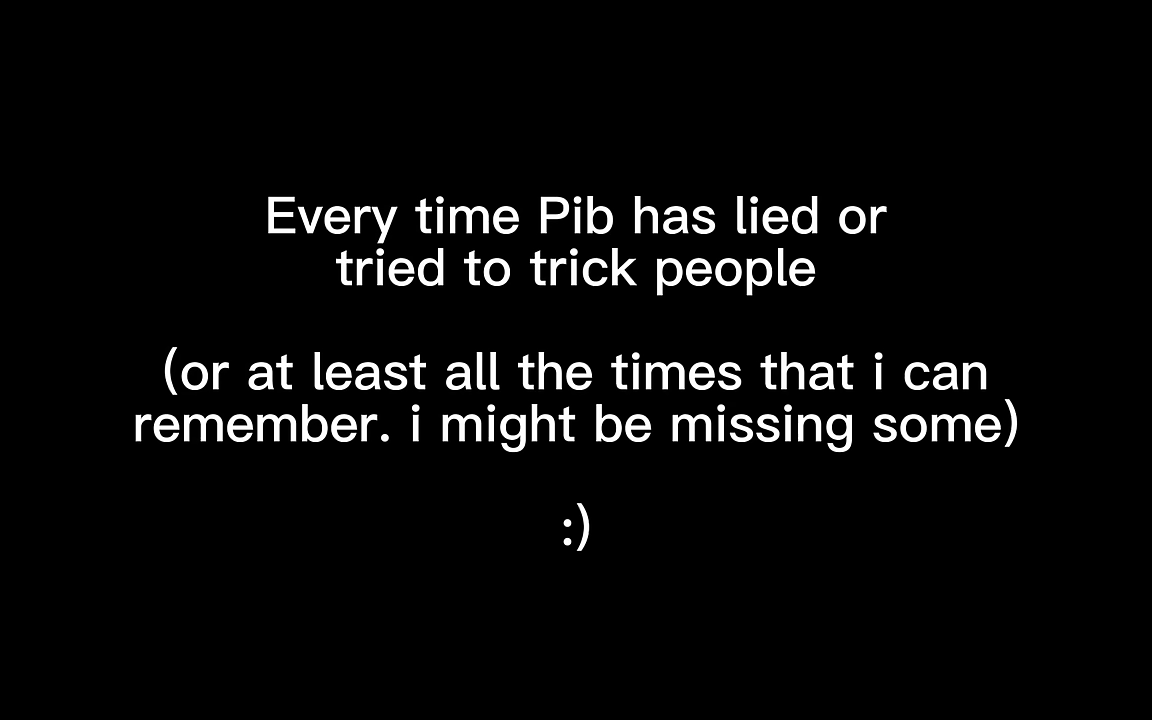 Every time Pib has lied or
tried to trick people
(or at least all the times that i can
remember. i might be missing some)
:)